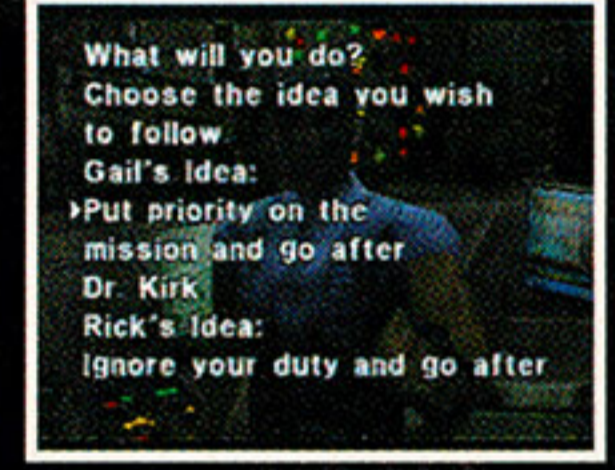 What will you do?
Choose the idea you wish
to follow
Gail's Idea:
Put priority on the
mission and go after
Dr. Kirk
Rick's Idea:
Ignore your duty and go after